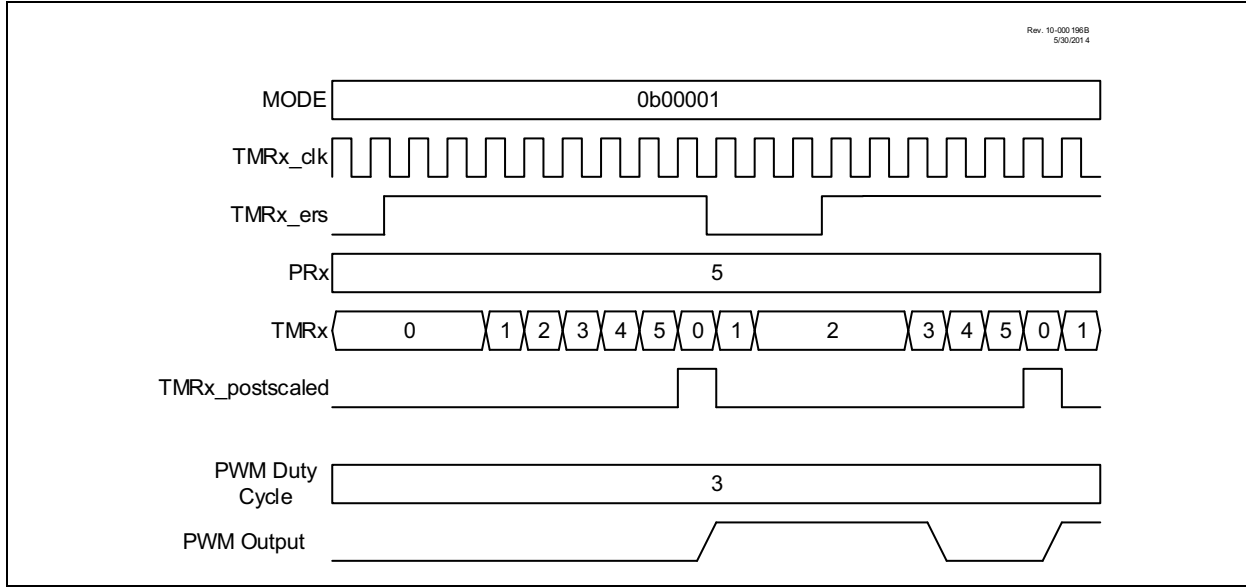 Rev. 10-000196B
5/30/2014
MODE 0b00001
TMRx_clk
TMRx_ers
PRx 5
TMRx 0 1 2 3 4 5 0 1 2 3 4 5 0 1
TMRx_postscaled
PWM Duty
Cycle 3
PWM Output